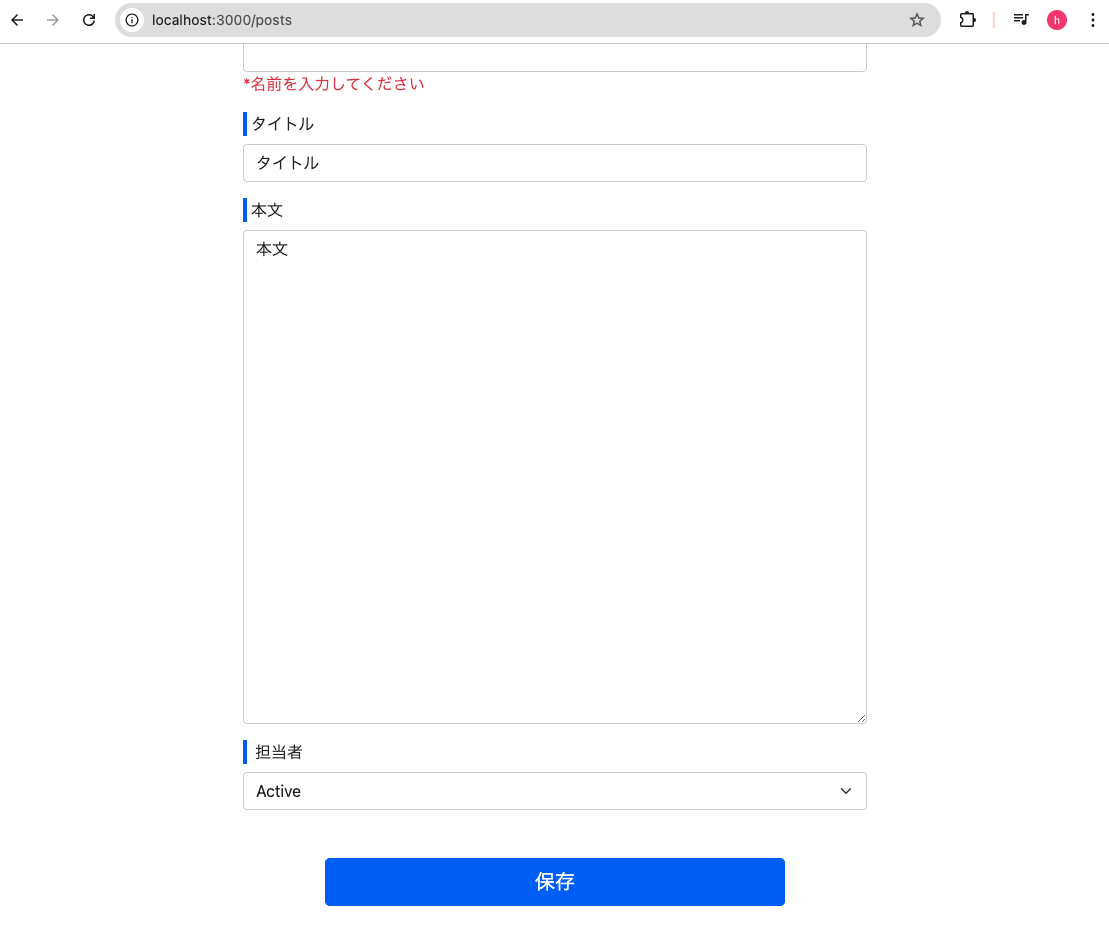 localhost:3000/posts
h
*名前を入力してください
タイトル
タイトル
本文
本文
担当者
Active
保存